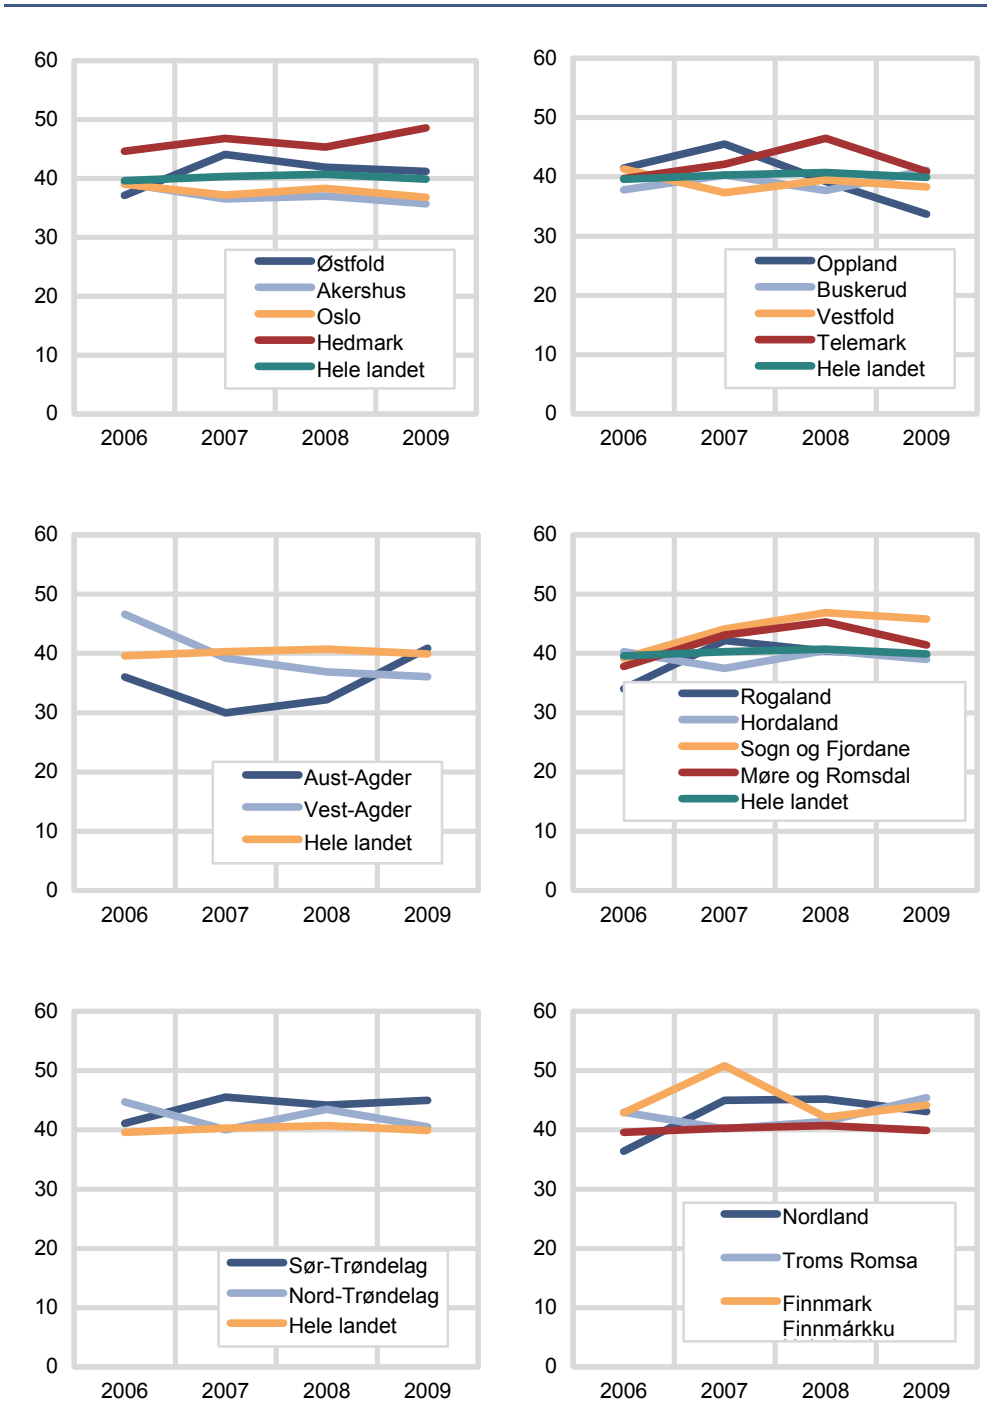 60
50
40
30
20
10
0
2006 2007 2008 2009
Østfold
Akershus
Oslo
Hedmark
Hele landet
60
50
40
30
20
10
0
2006 2007 2008 2009
Oppland
Buskerud
Vestfold
Telemark
Hele landet
60
50
40
30
20
10
0
2006 2007 2008 2009
Aust-Agder
Vest-Agder
Hele landet
60
50
40
30
20
10
0
2006 2007 2008 2009
Rogaland
Hordaland
Sogn og Fjordane
Møre og Romsdal
Hele landet
60
50
40
30
20
10
0
2006 2007 2008 2009
Sør-Trøndelag
Nord-Trøndelag
Hele landet
60
50
40
30
20
10
0
2006 2007 2008 2009
Nordland
Troms Romsa
Finnmark
Finnmárkku